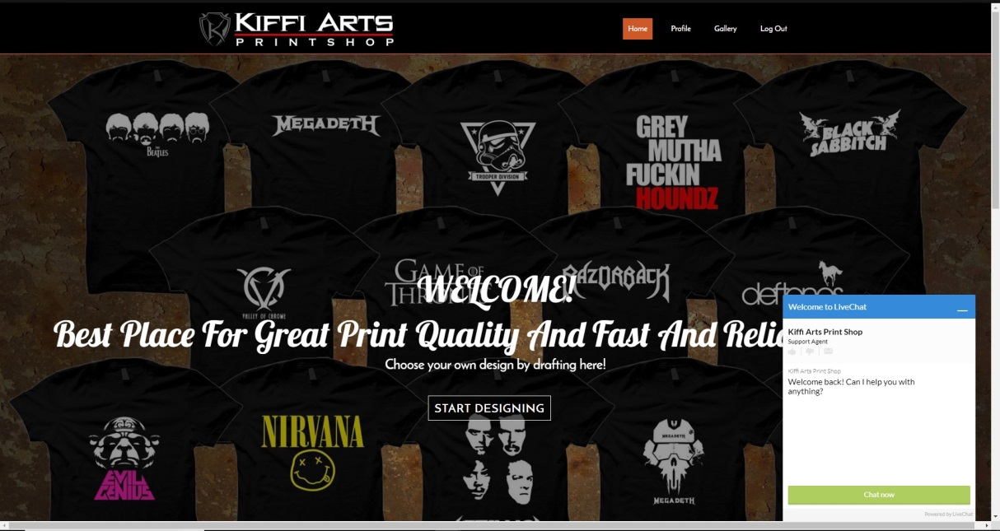 KIFFI ARTS
PRINTSHOP
Home
Profile
Gallery
Log Out
THE
BEATLES
MEGADETH
TROOPER DIVISION
GREY
MUTHA
FUCKIN
HOUNDZ
BLACK
SABBITCH
VALLEY OF CHROME
GAME OF
THRONES
RAZORBACK
deftones
WELCOME!
Best Place For Great Print Quality And Fast And
Choose your own design by drafting here!
START DESIGNING
EVIL
GENIUS
NIRVANA
MEGADETH
MEGADETH
Welcome to LiveChat
Kiffi Arts Print Shop
Support Agent
Kiffi Arts Print Shop
Welcome back! Can I help you with
anything?
Chat now
Powered by LiveChat